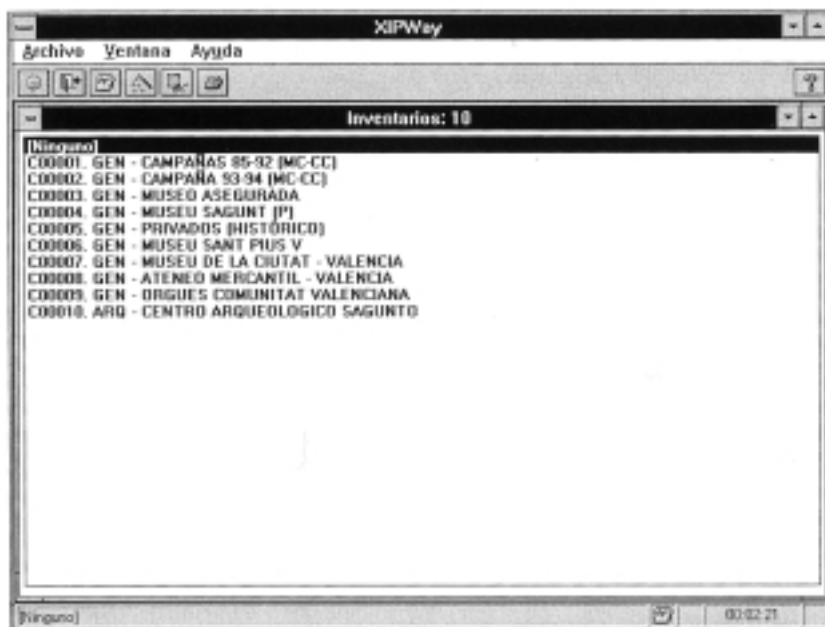 XIPWay
Archivo Ventana Ayuda
Inventarios: 10
[Ninguno]
C00001. GEN - CAMPAÑAS 85-92 (MC-CC)
C00002. GEN - CAMPAÑA 93-94 (MC-CC)
C00003. GEN - MUSEO ASEGURADA
C00004. GEN - MUSEU SAGUNT (P)
C00005. GEN - PRIVADOS (HISTÓRICO)
C00006. GEN - MUSEU SANT PIUS V
C00007. GEN - MUSEU DE LA CIUTAT - VALENCIA
C00008. GEN - ATENEO MERCANTIL - VALENCIA
C00009. GEN - ORGUES COMUNITAT VALENCIANA
C00010. ARQ - CENTRO ARQUEOLOGICO SAGUNTO
[Ninguno] 00:02:21